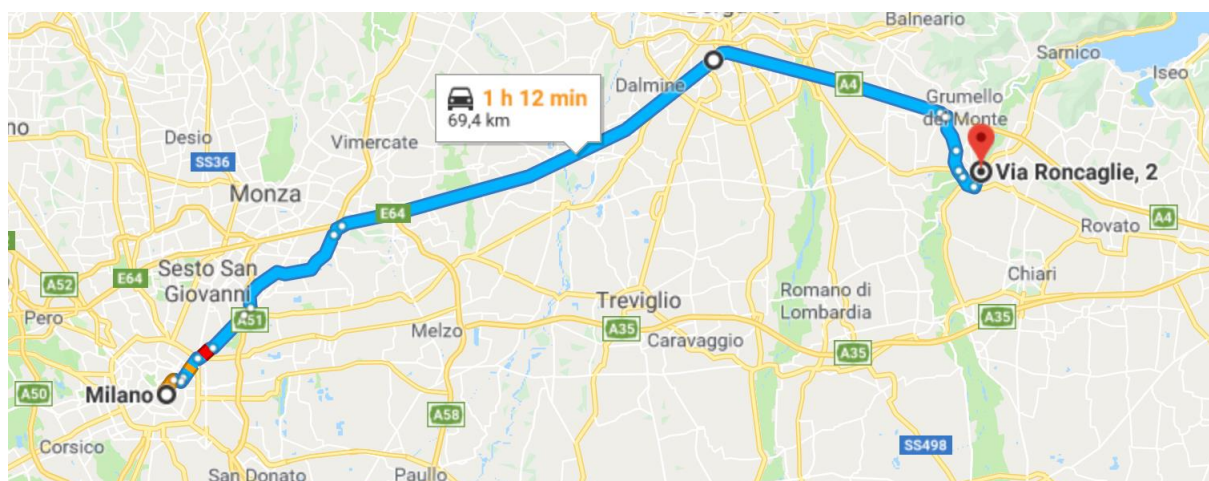 Balneario
Sarnico
Iseo
Dalmine
A4
1 h 12 min
69,4 km
Grumello
del Monte
Desio
Vimercate
SS36
Via Roncaglie, 2
Monza
E64
A4
Rovato
Sesto San
Giovanni
E64
A52
Chiari
Treviglio
Romano di
Lombardia
Pero
A51
Melzo
A35
A35
Caravaggio
A35
Milano
A50
A58
Corsico
SS498
San Donato
Paullo